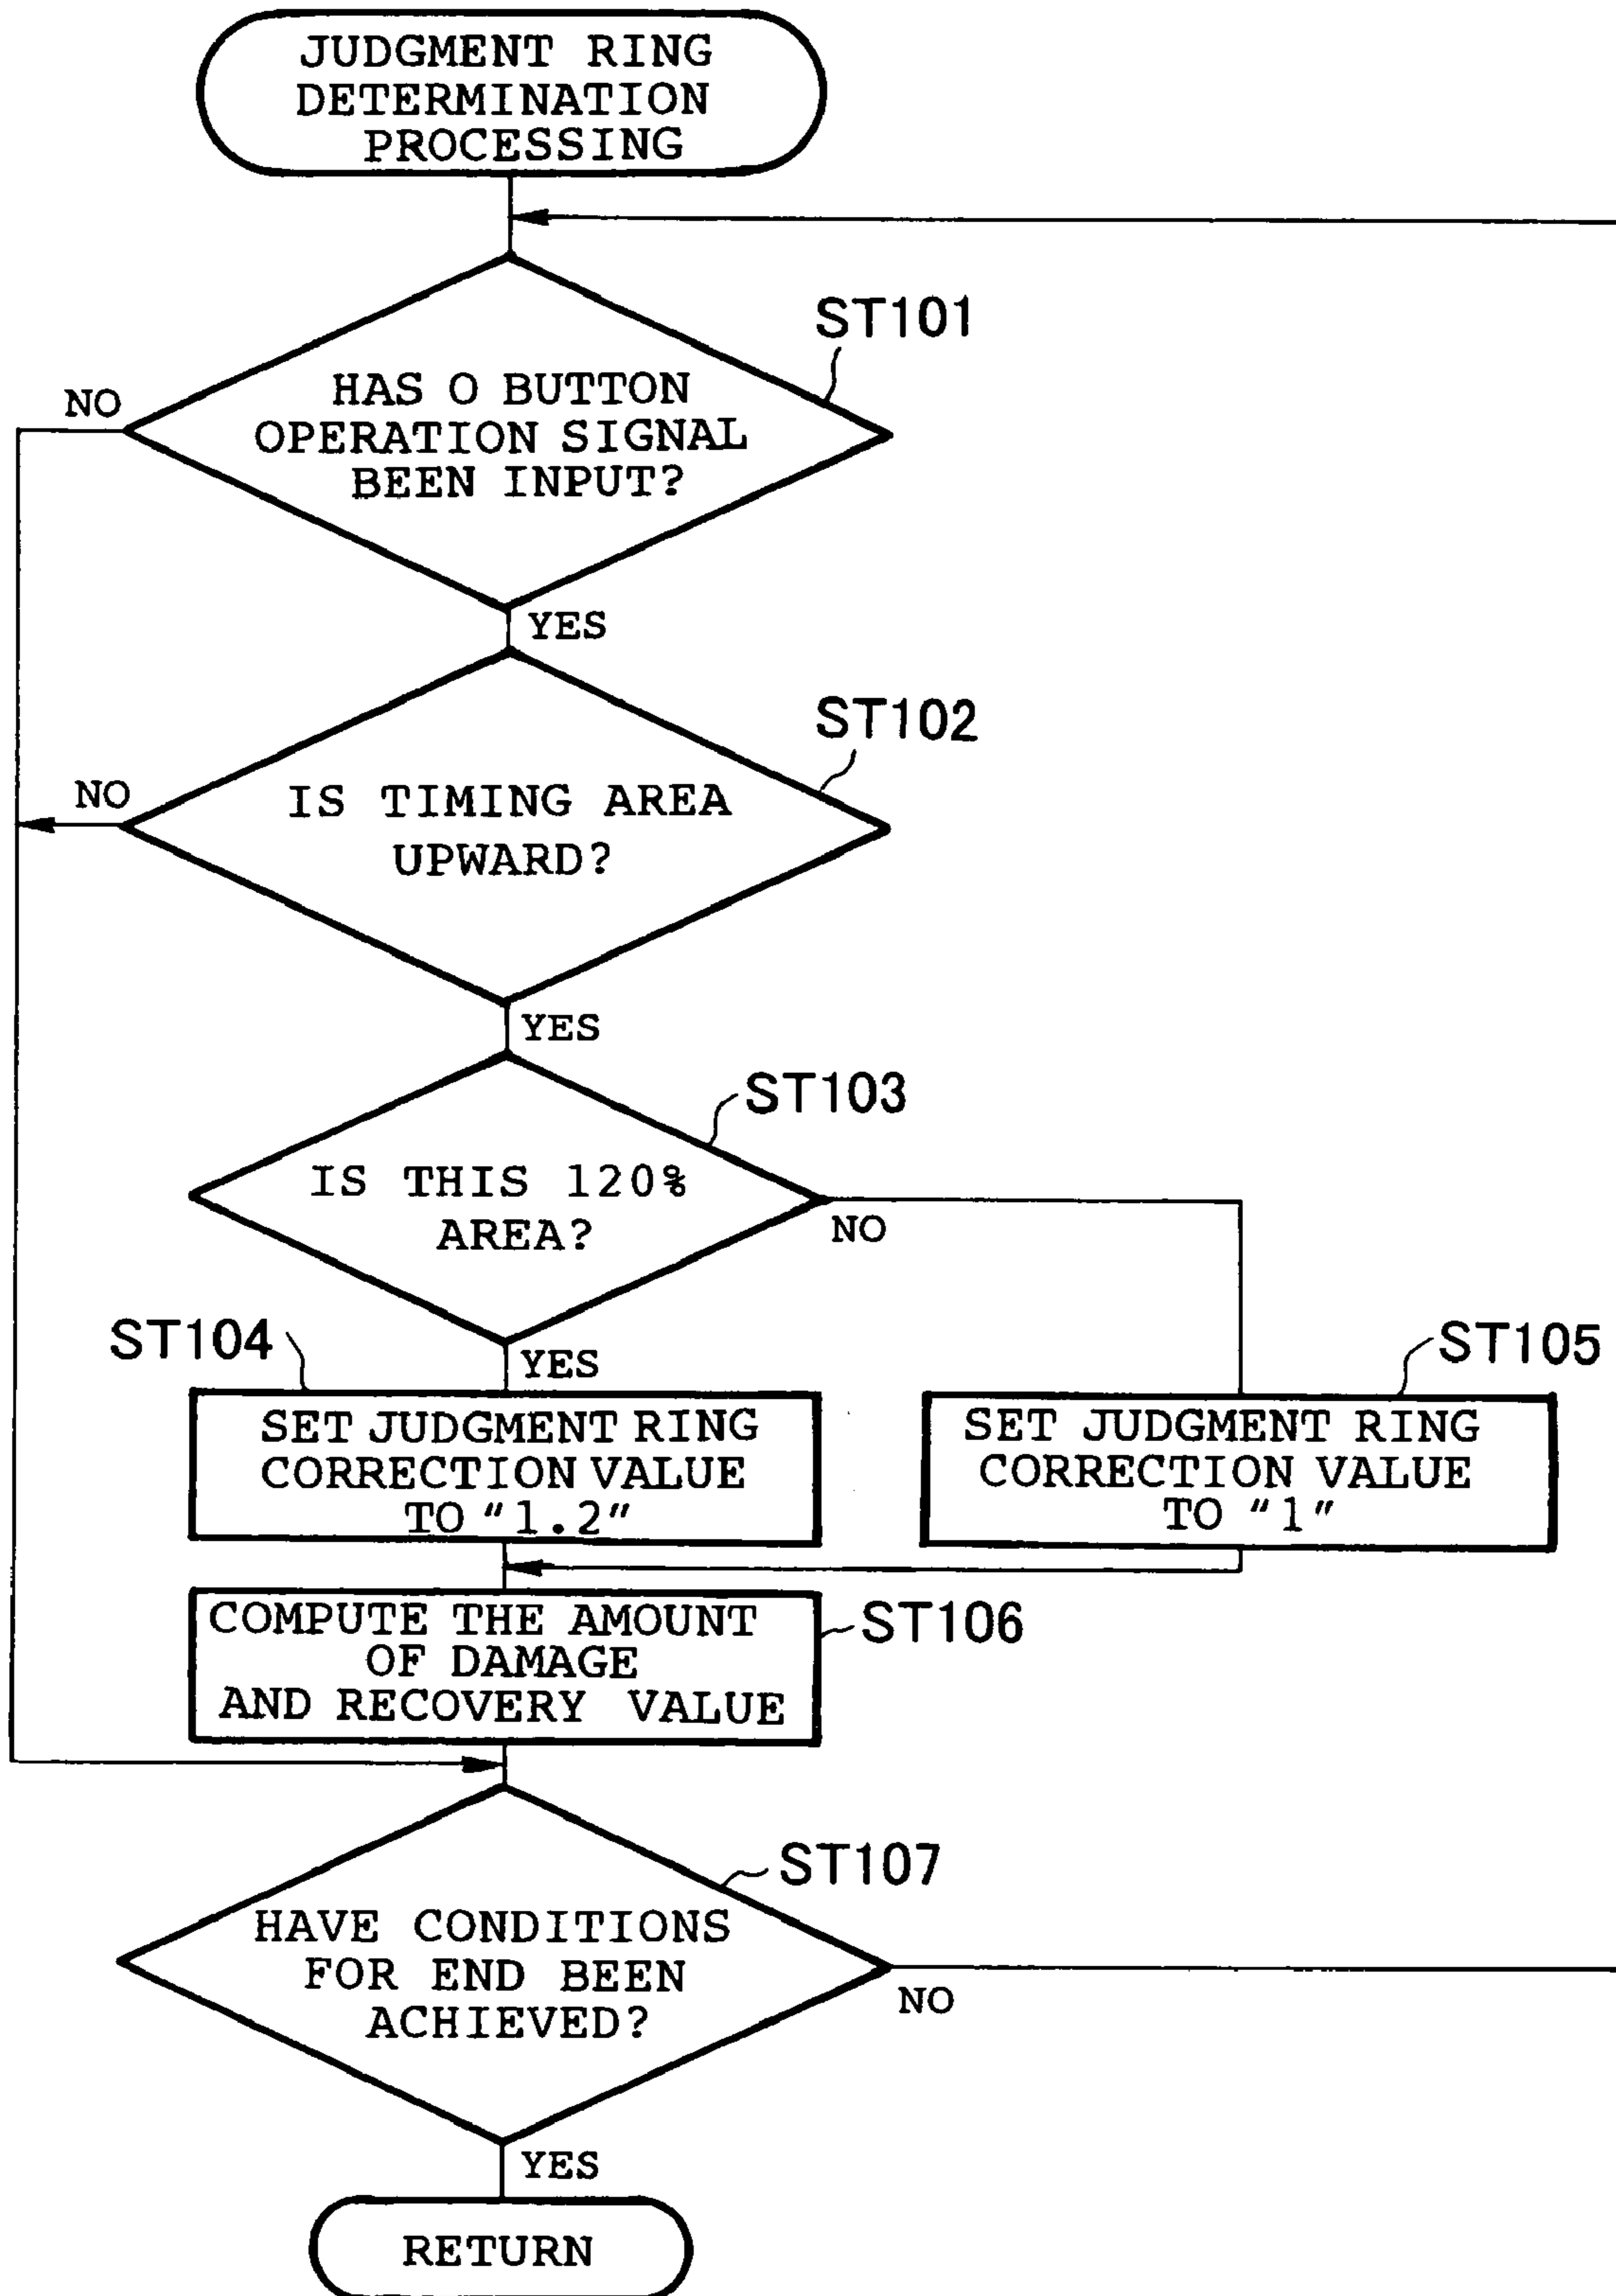 JUDGMENT RING
DETERMINATION
PROCESSING
ST101
NO
HAS O BUTTON
OPERATION SIGNAL
BEEN INPUT?
YES
ST102
NO
IS TIMING AREA
UPWARD?
YES
ST103
IS THIS 120%
AREA?
NO
ST104
YES
ST105
SET JUDGMENT RING
CORRECTION VALUE
TO "1.2"
SET JUDGMENT RING
CORRECTION VALUE
TO "1"
COMPUTE THE AMOUNT
OF DAMAGE
AND RECOVERY VALUE
ST106
ST107
HAVE CONDITIONS
FOR END BEEN
ACHIEVED?
NO
YES
RETURN